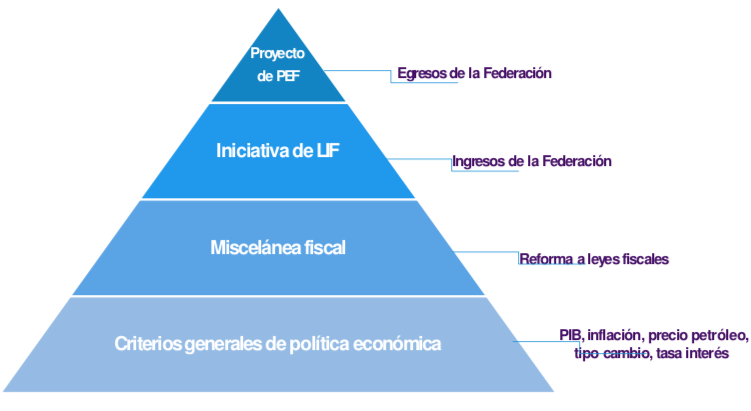 Proyecto
de PEF
Egresos de la Federación
Iniciativa de LIF
Ingresos de la Federación
Miscelánea fiscal
Reforma a leyes fiscales
Criterios generales de política económica
PIB, inflación, precio petróleo,
tipo cambio, tasa interés